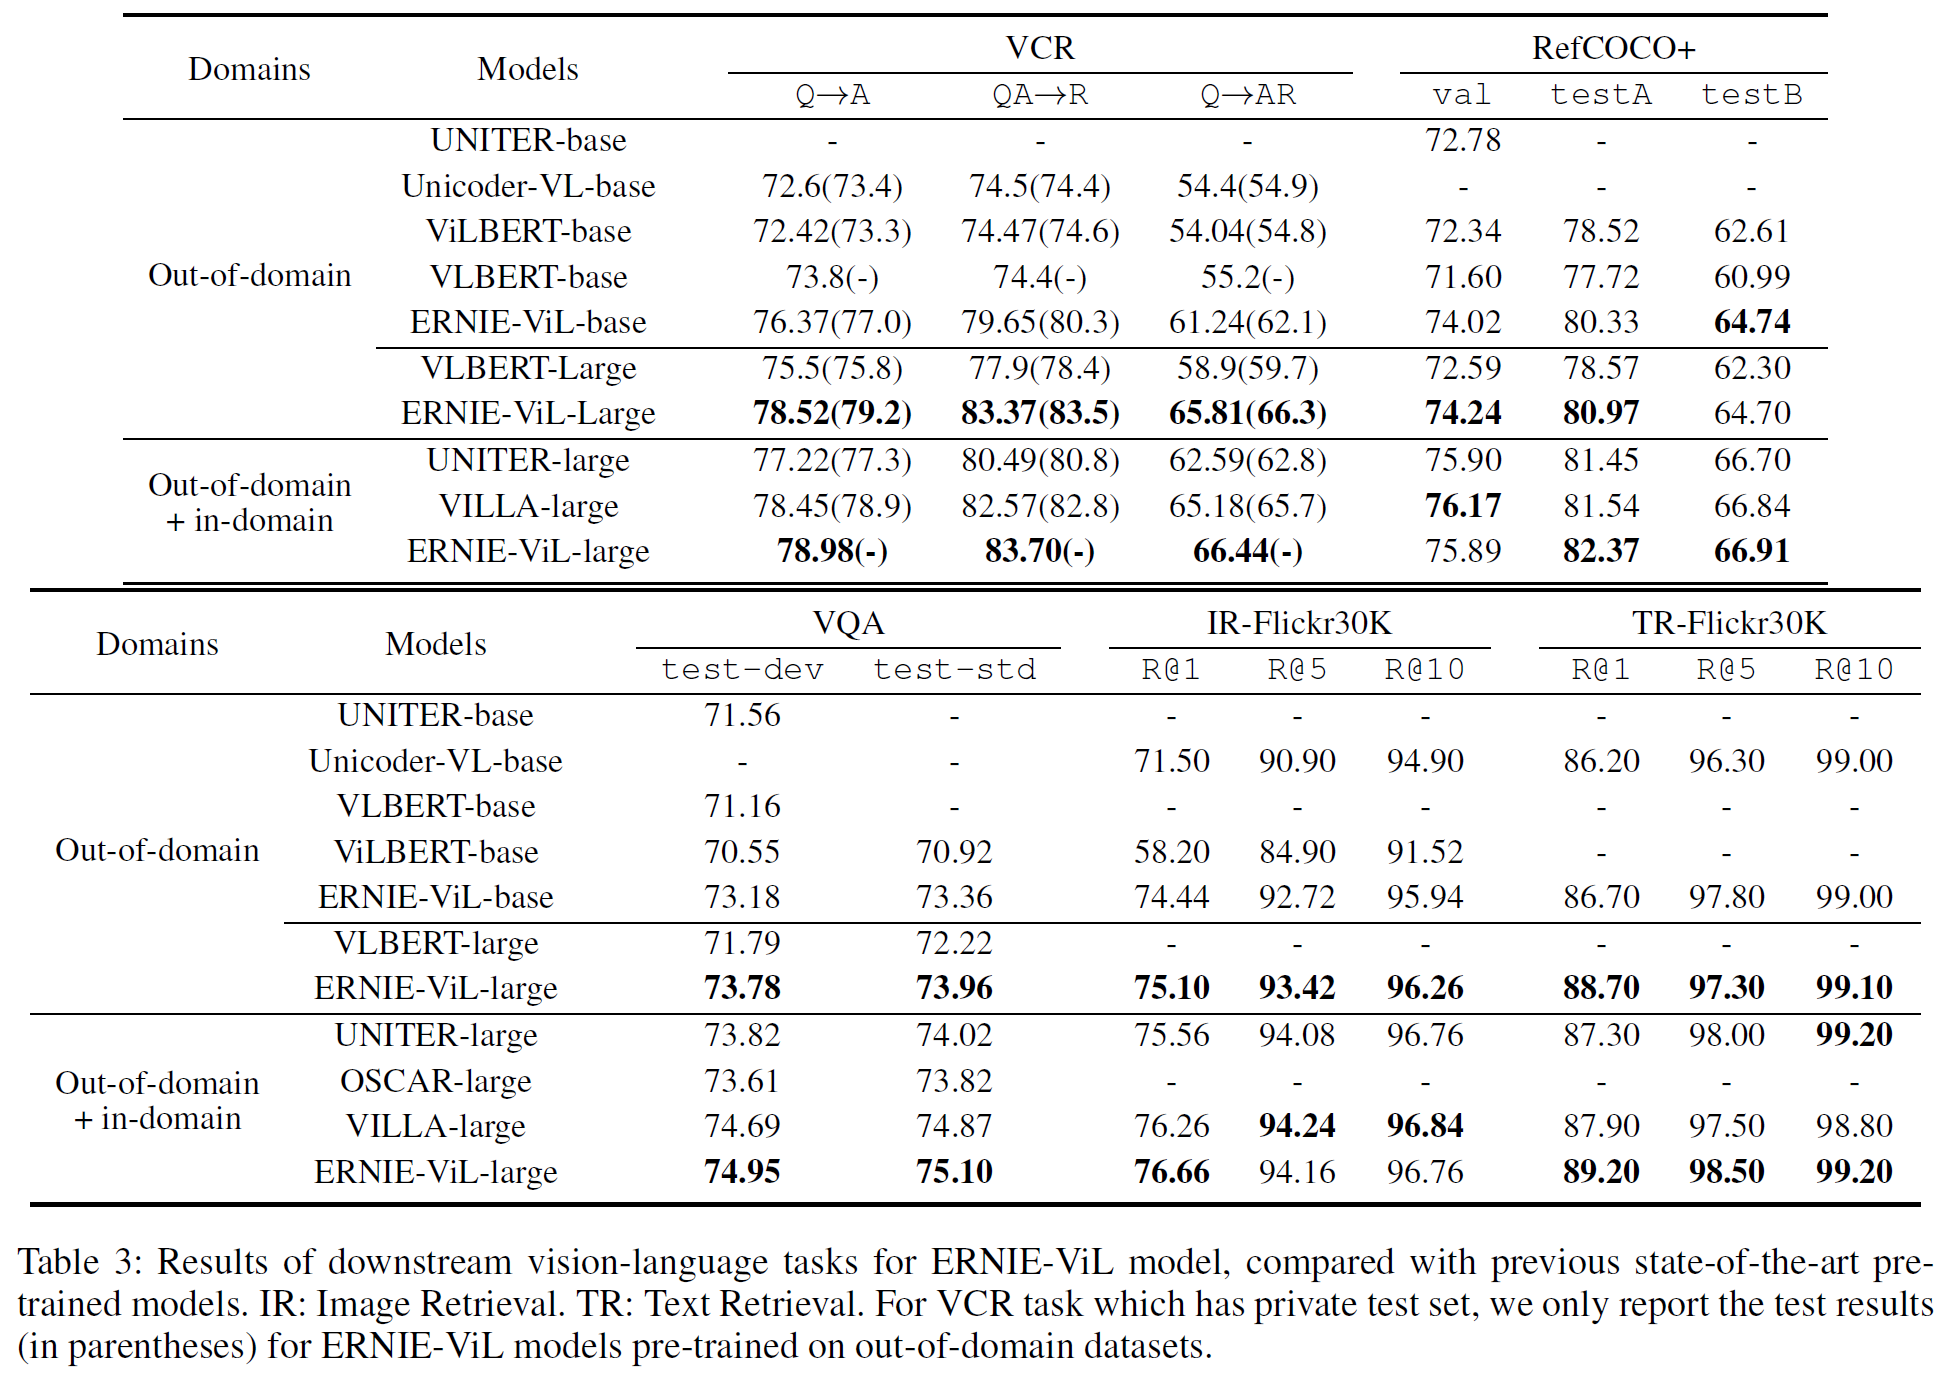 Domains Models VCR RefCOCO+
Q→A QA→R Q→AR val testA testB
UNITER-base - - - 72.78 - -
Unicoder-VL-base 72.6(73.4) 74.5(74.4) 54.4(54.9) - - -
ViLBERT-base 72.42(73.3) 74.47(74.6) 54.04(54.8) 72.34 78.52 62.61
Out-of-domain VLBERT-base 73.8(-) 74.4(-) 55.2(-) 71.60 77.72 60.99
ERNIE-ViL-base 76.37(77.0) 79.65(80.3) 61.24(62.1) 74.02 80.33 64.74
VLBERT-Large 75.5(75.8) 77.9(78.4) 58.9(59.7) 72.59 78.57 62.30
ERNIE-ViL-Large 78.52(79.2) 83.37(83.5) 65.81(66.3) 74.24 80.97 64.70
UNITER-large 77.22(77.3) 80.49(80.8) 62.59(62.8) 75.90 81.45 66.70
Out-of-domain
+ in-domain
VILLA-large 78.45(78.9) 82.57(82.8) 65.18(65.7) 76.17 81.54 66.84
ERNIE-ViL-large 78.98(-) 83.70(-) 66.44(-) 75.89 82.37 66.91
Domains Models VQA IR-Flickr30K TR-Flickr30K
test-dev test-std R@1 R@5 R@10 R@1 R@5 R@10
UNITER-base 71.56 - - - - - - -
Unicoder-VL-base - - 71.50 90.90 94.90 86.20 96.30 99.00
VLBERT-base 71.16 - - - - - - -
Out-of-domain ViLBERT-base 70.55 70.92 58.20 84.90 91.52 - - -
ERNIE-ViL-base 73.18 73.36 74.44 92.72 95.94 86.70 97.80 99.00
VLBERT-large 71.79 72.22 - - - - - -
ERNIE-ViL-large 73.78 73.96 75.10 93.42 96.26 88.70 97.30 99.10
UNITER-large 73.82 74.02 75.56 94.08 96.76 87.30 98.00 99.20
Out-of-domain
+ in-domain
OSCAR-large 73.61 73.82 - - - - - -
VILLA-large 74.69 74.87 76.26 94.24 96.84 87.90 97.50 98.80
ERNIE-ViL-large 74.95 75.10 76.66 94.16 96.76 89.20 98.50 99.20
Table 3: Results of downstream vision-language tasks for ERNIE-ViL model, compared with previous state-of-the-art pre-
trained models. IR: Image Retrieval. TR: Text Retrieval. For VCR task which has private test set, we only report the test results
(in parentheses) for ERNIE-ViL models pre-trained on out-of-domain datasets.